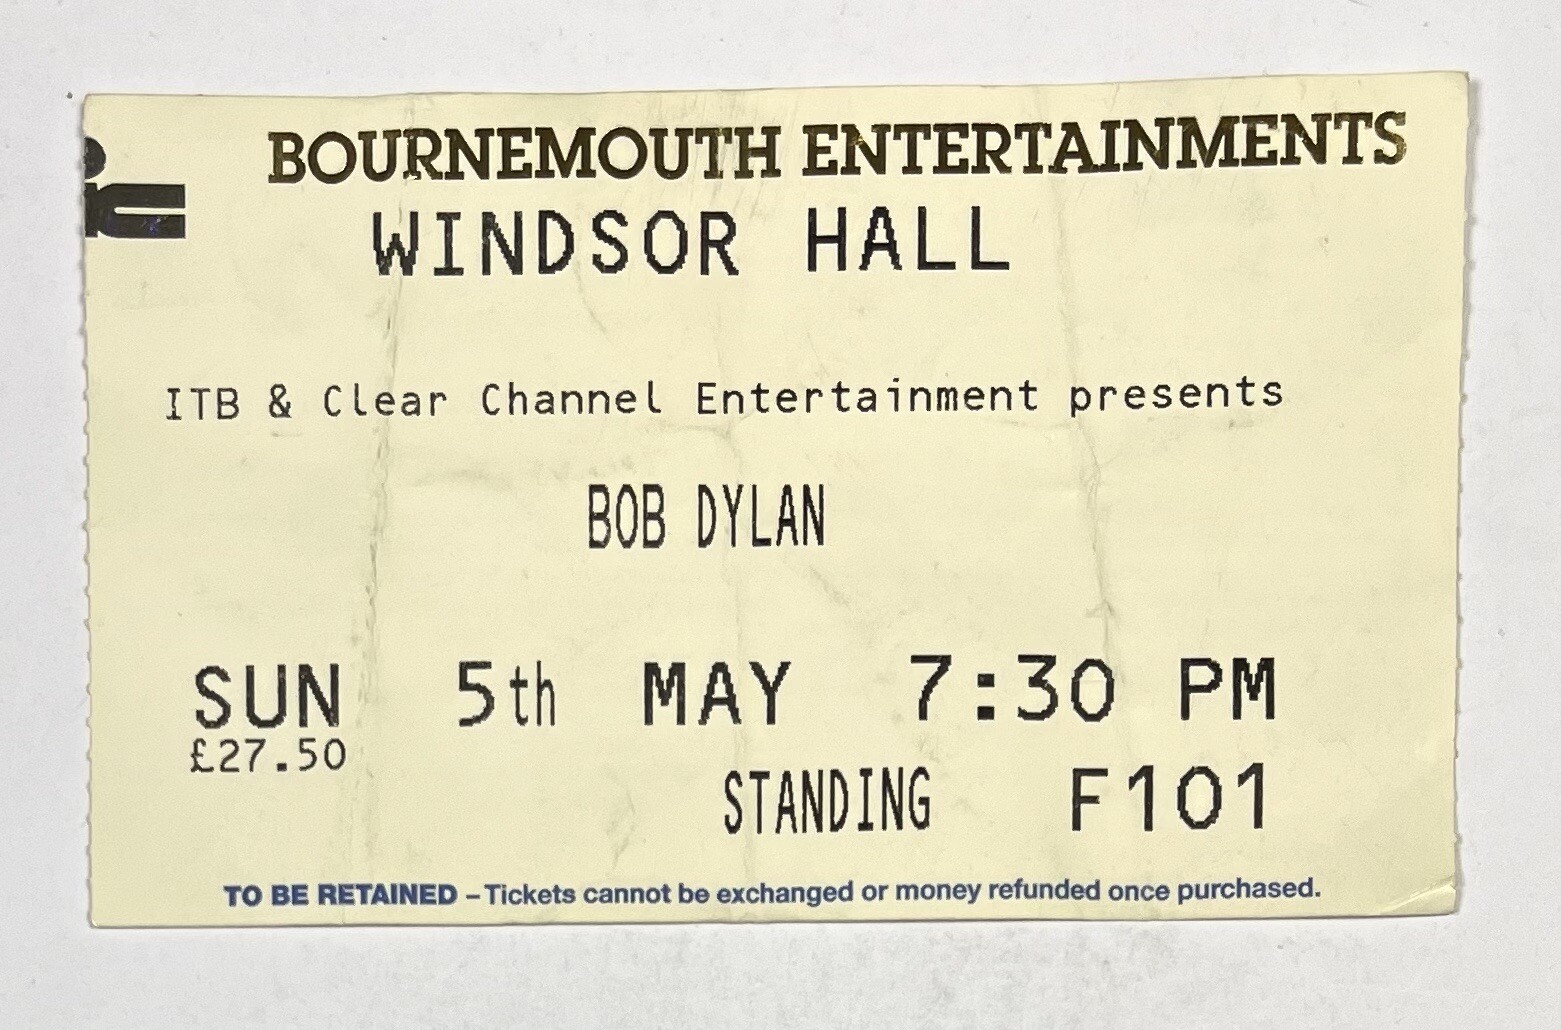 BOURNEMOUTH ENTERTAINMENTS
WINDSOR HALL
ITB & Clear Channel Entertainment presents
BOB DYLAN
SUN 5th MAY 7:30 PM
£27.50
STANDING F101
TO BE RETAINED – Tickets cannot be exchanged or money refunded once purchased.